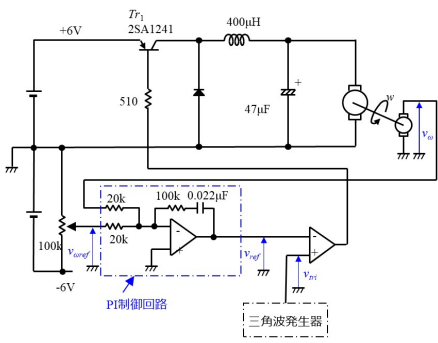 Tr1
2SA1241
+6V
400μH
w
510
47μF
+
vω
20k
100k
0.022μF
100k
vωref
20k
-
+
vref
-
+
vtri
-6V
PI制御回路
三角波発生器